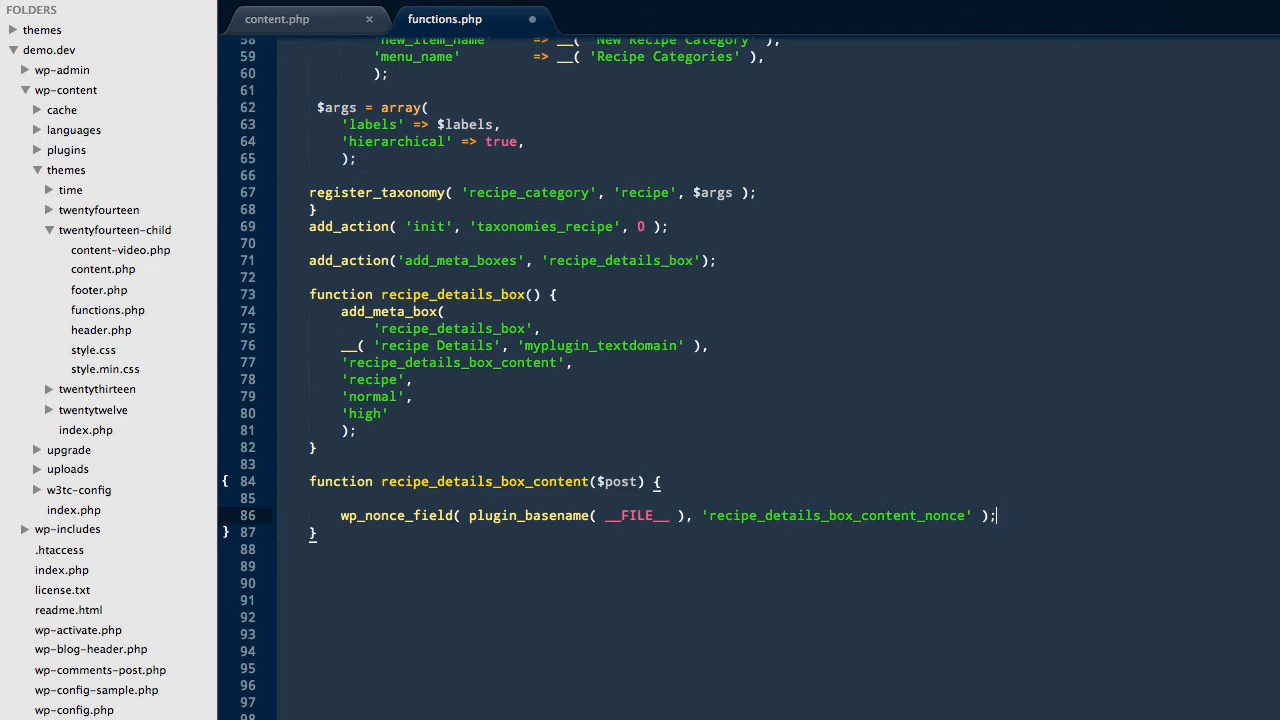 FOLDERS
themes
demo.dev
wp-admin
wp-content
cache
languages
plugins
themes
time
twentyfourteen
twentyfourteen-child
content-video.php
content.php
footer.php
functions.php
header.php
style.css
style.min.css
twentythirteen
twentytwelve
index.php
upgrade
uploads
w3tc-config
index.php
wp-includes
.htaccess
index.php
license.txt
readme.html
wp-activate.php
wp-blog-header.php
wp-comments-post.php
wp-config-sample.php
wp-config.php
content.php × functions.php
58 'new_item_name' => __( 'New Recipe Category' ),
59 'menu_name' => __( 'Recipe Categories' ),
60 );
61
62 $args = array(
63 'labels' => $labels,
64 'hierarchical' => true,
65 );
66
67 register_taxonomy( 'recipe_category', 'recipe', $args );
68 }
69 add_action( 'init', 'taxonomies_recipe', 0 );
70
71 add_action('add_meta_boxes', 'recipe_details_box');
72
73 function recipe_details_box() {
74 add_meta_box(
75 'recipe_details_box',
76 __( 'recipe Details', 'myplugin_textdomain' ),
77 'recipe_details_box_content',
78 'recipe',
79 'normal',
80 'high'
81 );
82 }
83
{ 84 function recipe_details_box_content($post) {
85
86 wp_nonce_field( plugin_basename( __FILE__ ), 'recipe_details_box_content_nonce' );
} 87 }
88
89
90
91
92
93
94
95
96
97
98